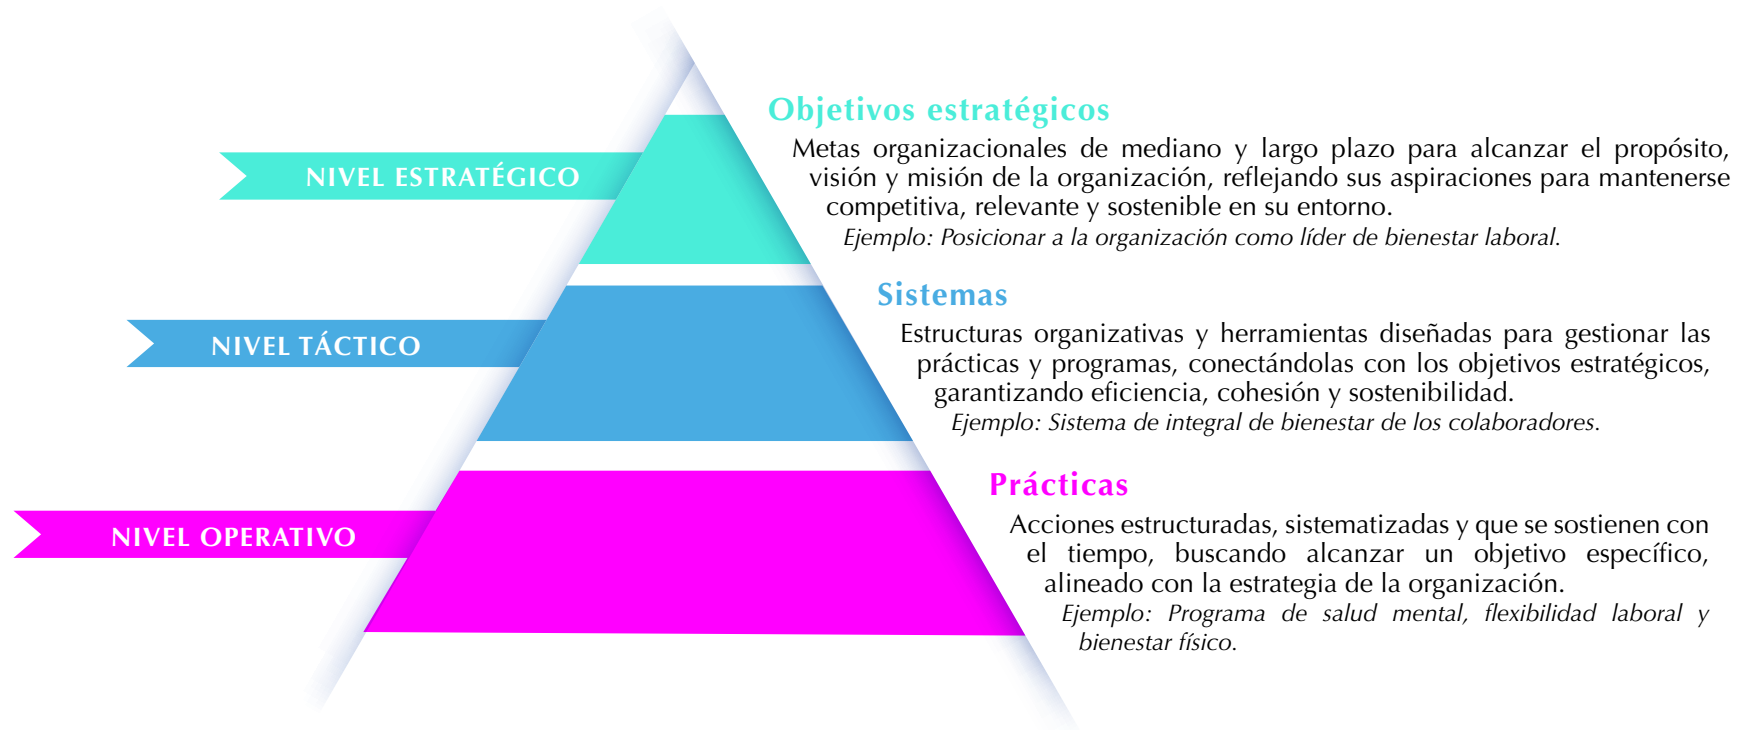 Objetivos estratégicos
NIVEL ESTRATÉGICO
Metas organizacionales de mediano y largo plazo para alcanzar el propósito,
visión y misión de la organización, reflejando sus aspiraciones para mantenerse
competitiva, relevante y sostenible en su entorno.
Ejemplo: Posicionar a la organización como líder de bienestar laboral.
Sistemas
NIVEL TÁCTICO
Estructuras organizativas y herramientas diseñadas para gestionar las
prácticas y programas, conectándolas con los objetivos estratégicos,
garantizando eficiencia, cohesión y sostenibilidad.
Ejemplo: Sistema de integral de bienestar de los colaboradores.
Prácticas
NIVEL OPERATIVO
Acciones estructuradas, sistematizadas y que se sostienen con
el tiempo, buscando alcanzar un objetivo específico,
alineado con la estrategia de la organización.
Ejemplo: Programa de salud mental, flexibilidad laboral y
bienestar físico.